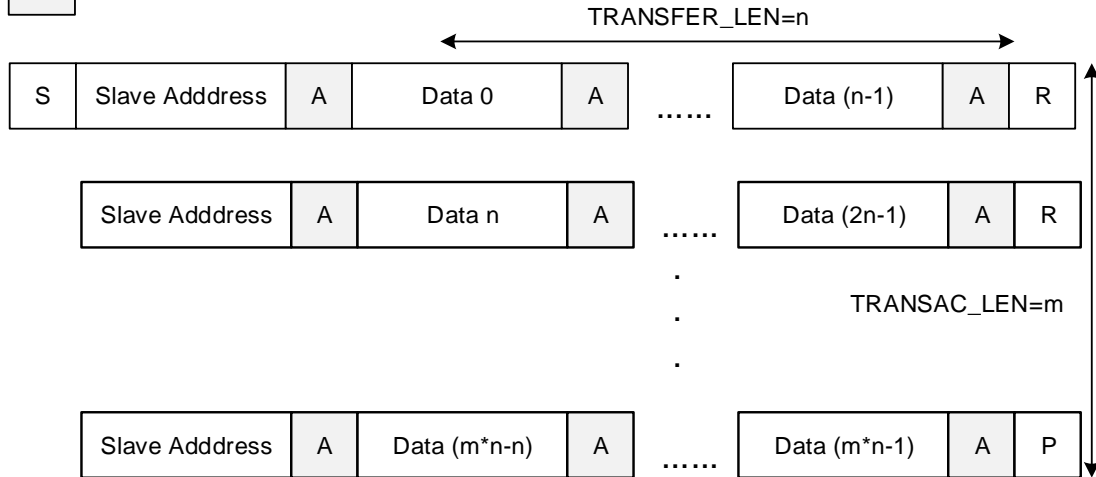 TRANSFER_LEN=n
S Slave Adddress A Data 0 A ...... Data (n-1) A R
Slave Adddress A Data n A ...... Data (2n-1) A R
.
.
TRANSAC_LEN=m
.
Slave Adddress A Data (m*n-n) A ...... Data (m*n-1) A P